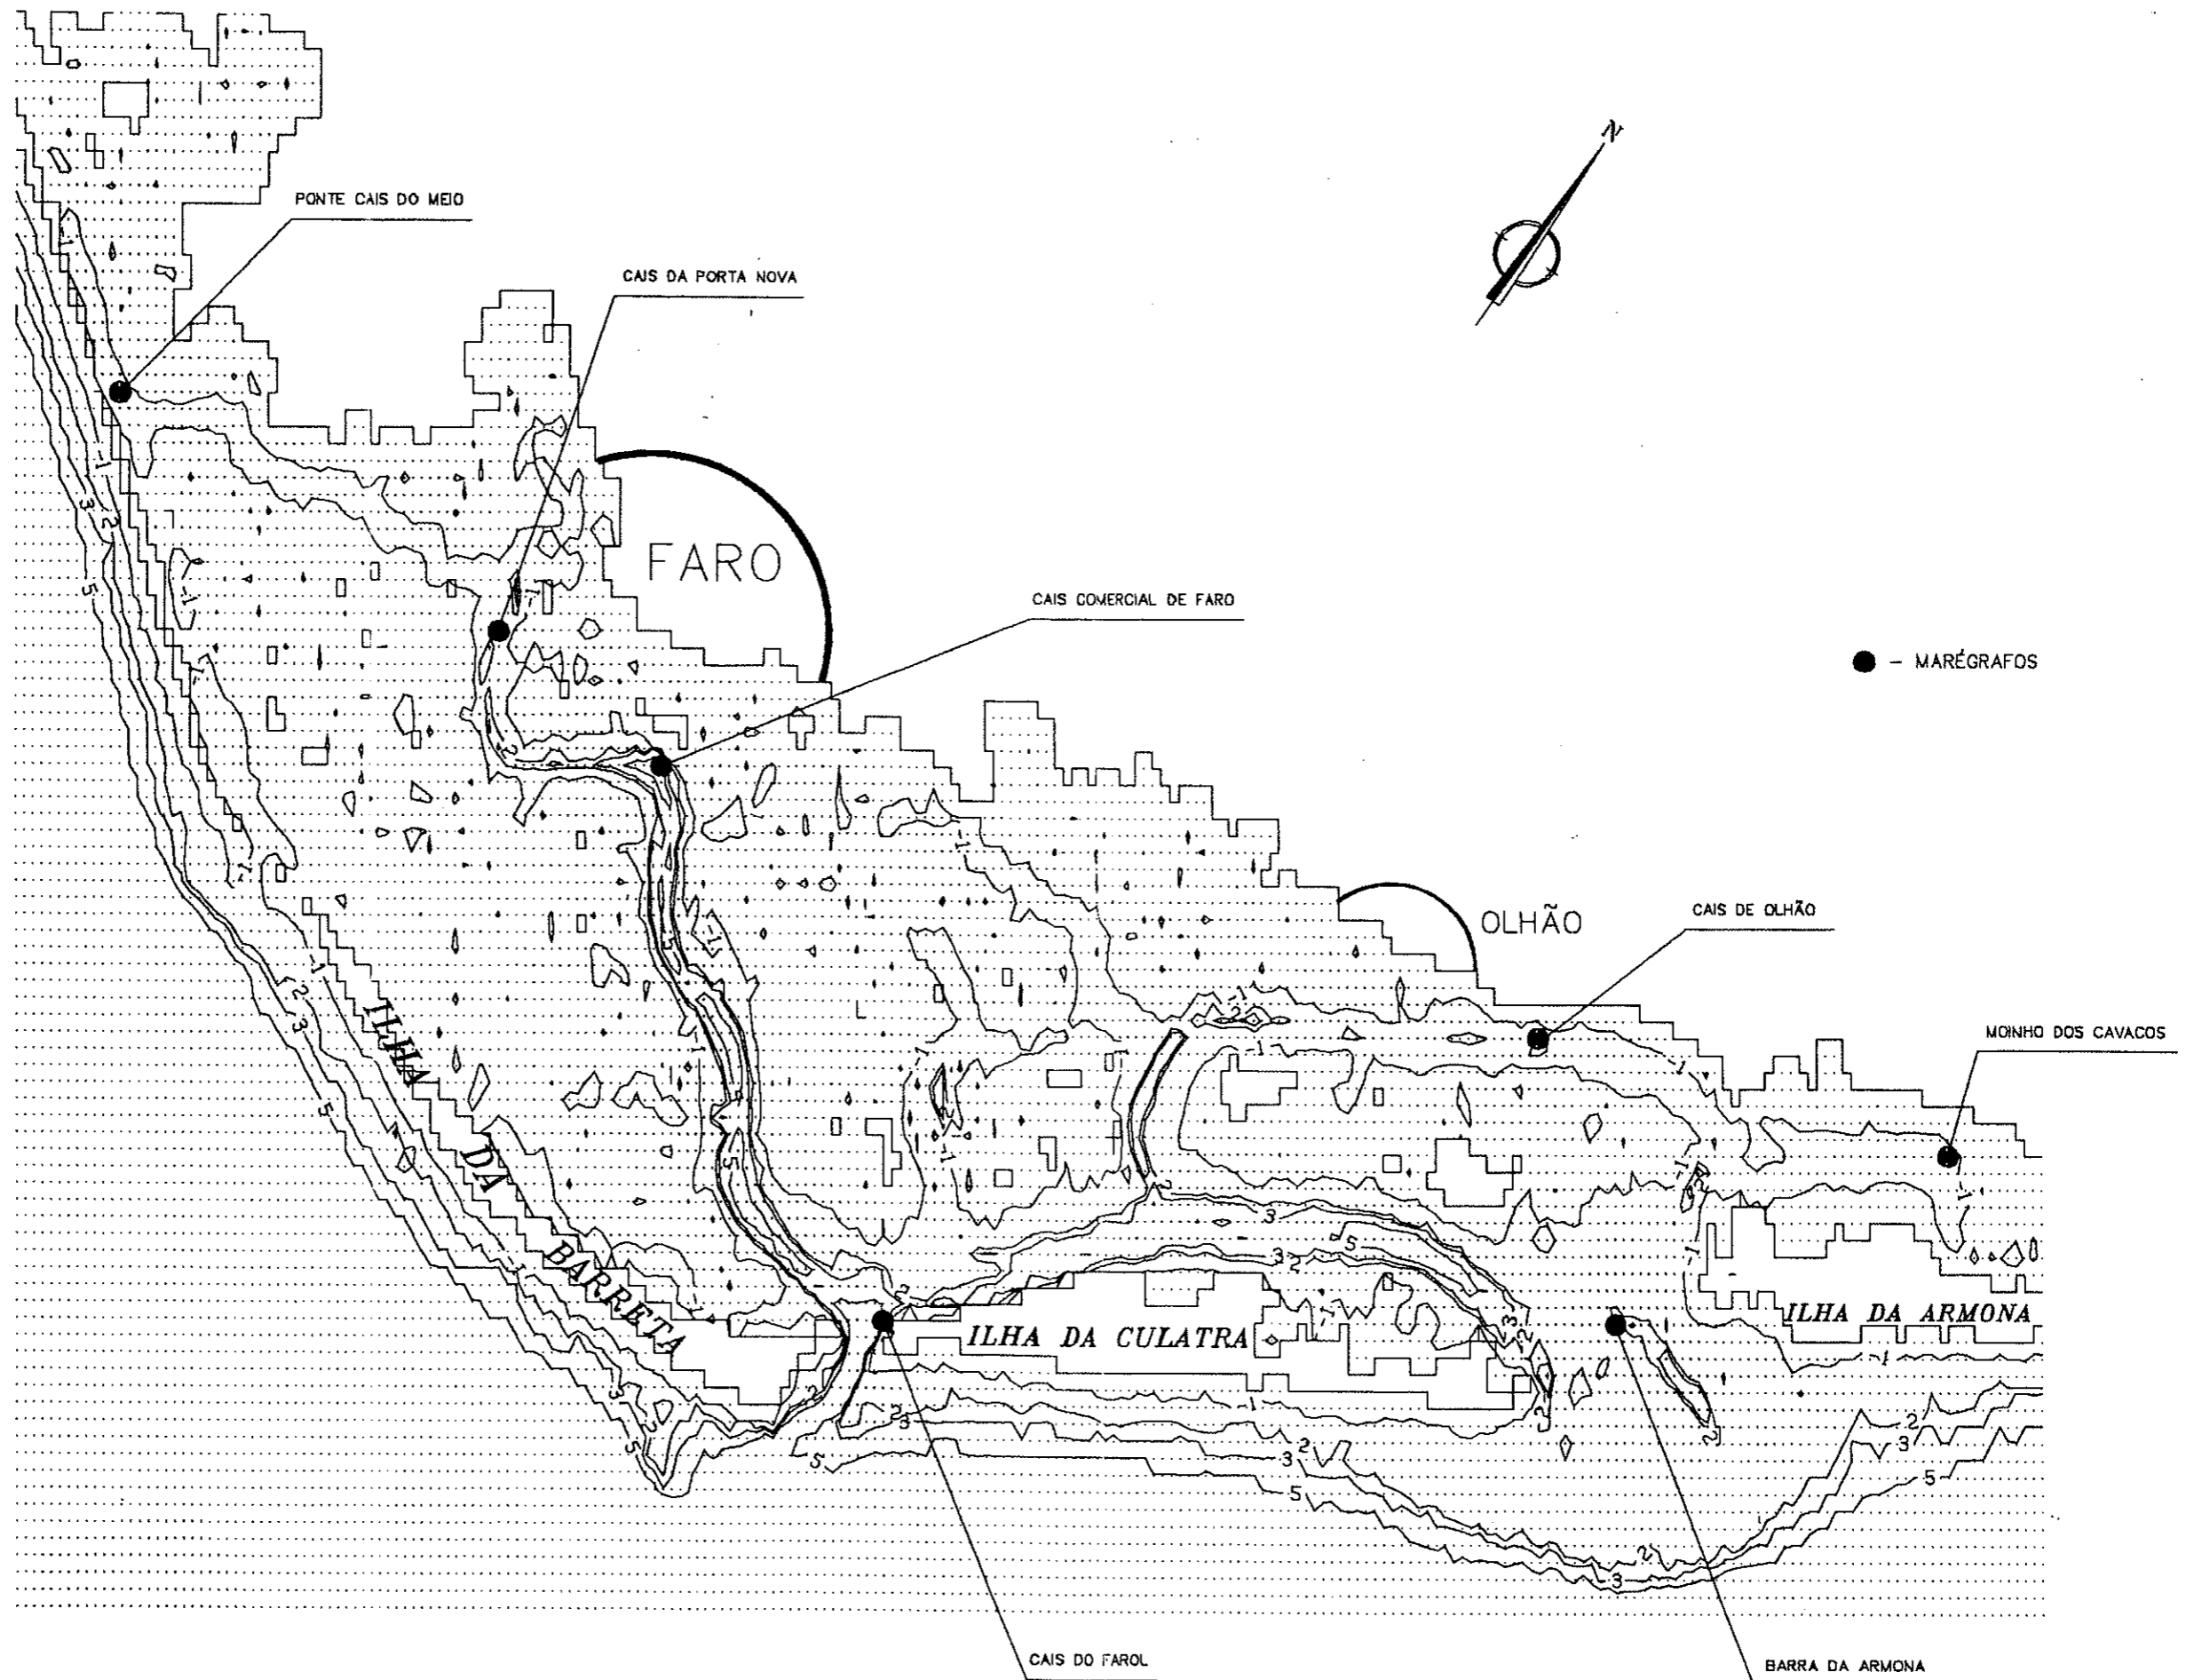 N
PONTE CAIS DO MEIO
CAIS DA PORTA NOVA
FARO
CAIS COMERCIAL DE FARO
● - MARÉGRAFOS
OLHÃO
CAIS DE OLHÃO
MOINHO DOS CAVACOS
ILHA DA BARRETA
ILHA DA CULATRA
ILHA DA ARMONA
CAIS DO FAROL
BARRA DA ARMONA